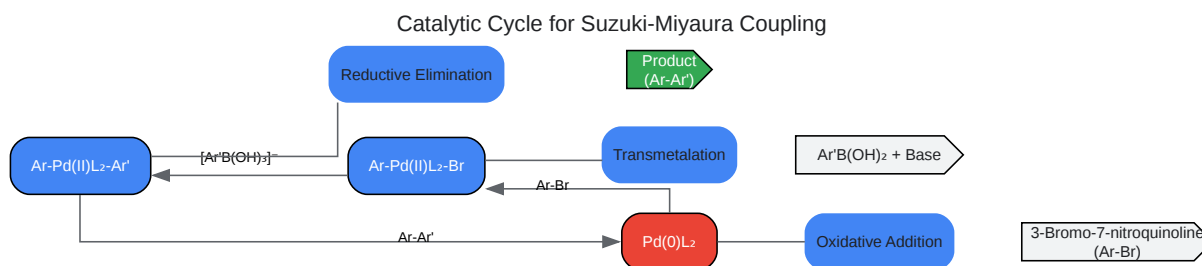 Catalytic Cycle for Suzuki-Miyaura Coupling
Reductive Elimination
Product
(Ar-Ar')
Ar-Pd(II)L₂-Ar'
[Ar'B(OH)₃]⁻
Ar-Pd(II)L₂-Br
Transmetalation
Ar'B(OH)₂ + Base
Ar-Br
Ar-Ar'
Pd(0)L₂
Oxidative Addition
3-Bromo-7-nitroquinoline
(Ar-Br)